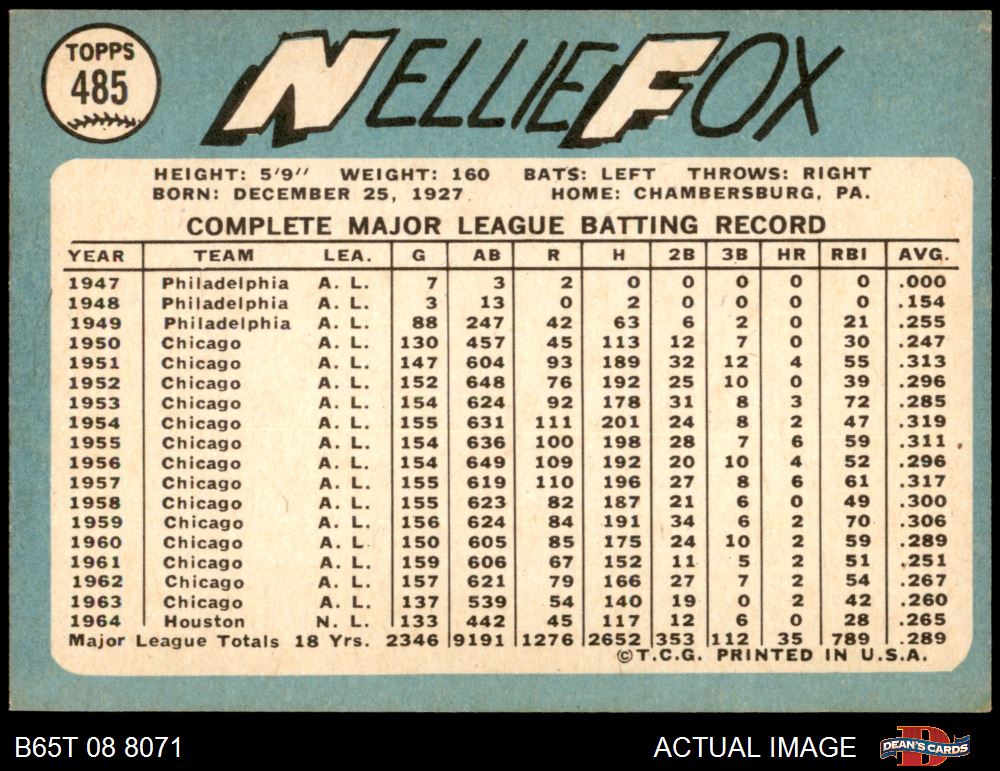 TOPPS
485
NELLIE FOX
HEIGHT: 5'9" WEIGHT: 160 BATS: LEFT THROWS: RIGHT
BORN: DECEMBER 25, 1927 HOME: CHAMBERSBURG, PA.
COMPLETE MAJOR LEAGUE BATTING RECORD
YEAR TEAM LEA. G AB R H 2B 3B HR RBI AVG.
1947 Philadelphia A. L. 7 3 2 0 0 0 0 0 .000
1948 Philadelphia A. L. 3 13 0 2 0 0 0 0 .154
1949 Philadelphia A. L. 88 247 42 63 6 2 0 21 .255
1950 Chicago A. L. 130 457 45 113 12 7 0 30 .247
1951 Chicago A. L. 147 604 93 189 32 12 4 55 .313
1952 Chicago A. L. 152 648 76 192 25 10 0 39 .296
1953 Chicago A. L. 154 624 92 178 31 8 3 72 .285
1954 Chicago A. L. 155 631 111 201 24 8 2 47 .319
1955 Chicago A. L. 154 636 100 198 28 7 6 59 .311
1956 Chicago A. L. 154 649 109 192 20 10 4 52 .296
1957 Chicago A. L. 155 619 110 196 27 8 6 61 .317
1958 Chicago A. L. 155 623 82 187 21 6 0 49 .300
1959 Chicago A. L. 156 624 84 191 34 6 2 70 .306
1960 Chicago A. L. 150 605 85 175 24 10 2 59 .289
1961 Chicago A. L. 159 606 67 152 11 5 2 51 .251
1962 Chicago A. L. 157 621 79 166 27 7 2 54 .267
1963 Chicago A. L. 137 539 54 140 19 0 2 42 .260
1964 Houston N. L. 133 442 45 117 12 6 0 28 .265
Major League Totals 18 Yrs. 2346 9191 1276 2652 353 112 35 789 .289
©T.C.G. PRINTED IN U.S.A.
B65T 08 8071 ACTUAL IMAGE DEAN'S CARDS